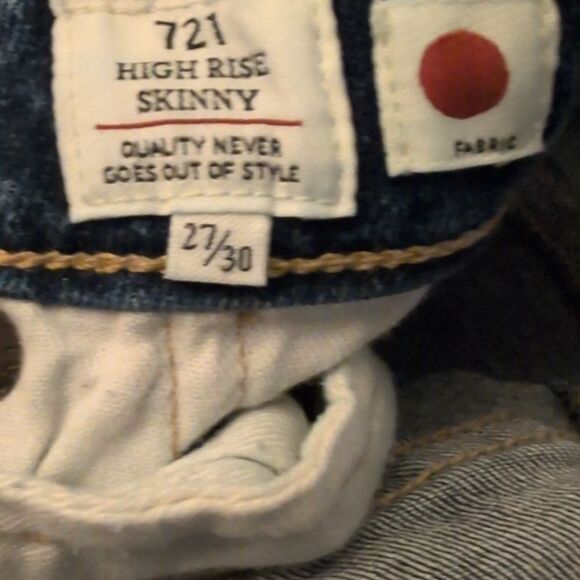 721
HIGH RISE
SKINNY
QUALITY NEVER
GOES OUT OF STYLE
27/30
FABRIC